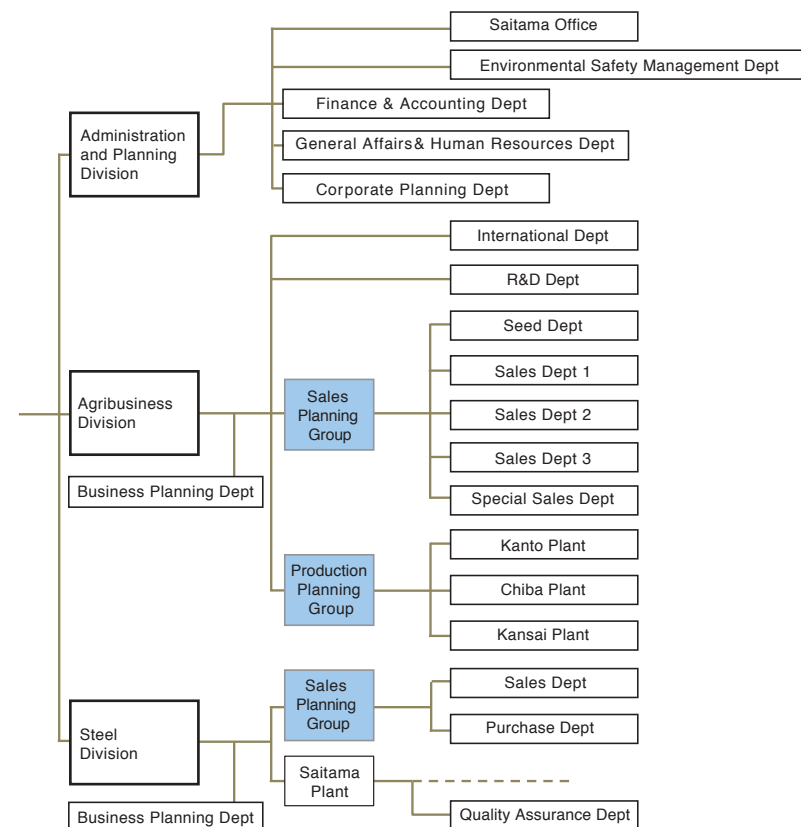 Saitama Office
Environmental Safety Management Dept
Finance & Accounting Dept
General Affairs& Human Resources Dept
Corporate Planning Dept
Administration
and Planning
Division
International Dept
R&D Dept
Seed Dept
Sales Dept 1
Sales Dept 2
Sales Dept 3
Special Sales Dept
Sales
Planning
Group
Agribusiness
Division
Business Planning Dept
Kanto Plant
Chiba Plant
Kansai Plant
Production
Planning
Group
Sales Dept
Purchase Dept
Sales
Planning
Group
Steel
Division
Saitama
Plant
Business Planning Dept
Quality Assurance Dept